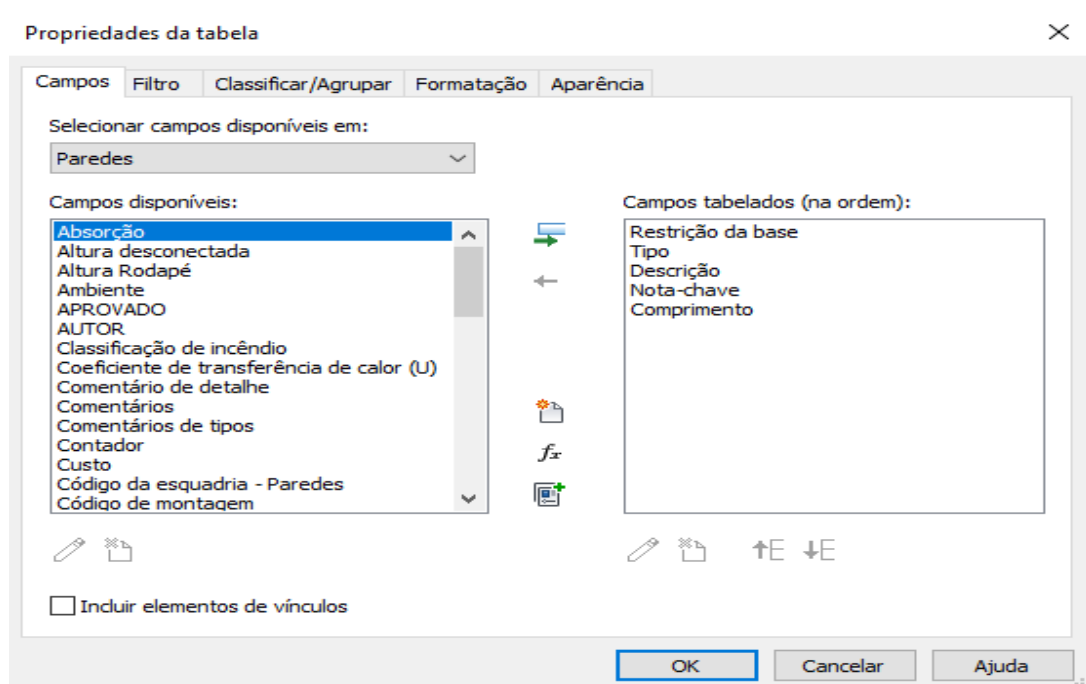 Propriedades da tabela
Campos Filtro Classificar/Agrupar Formatação Aparência
Selecionar campos disponíveis em:
Paredes
Campos disponíveis:
Absorção
Altura desconectada
Altura Rodapé
Ambiente
APROVADO
AUTOR
Classificação de incêndio
Coeficiente de transferência de calor (U)
Comentário de detalhe
Comentários
Comentários de tipos
Contador
Custo
Código da esquadria - Paredes
Código de montagem
fx
Campos tabelados (na ordem):
Restrição da base
Tipo
Descrição
Nota-chave
Comprimento
Incluir elementos de vínculos
OK Cancelar Ajuda